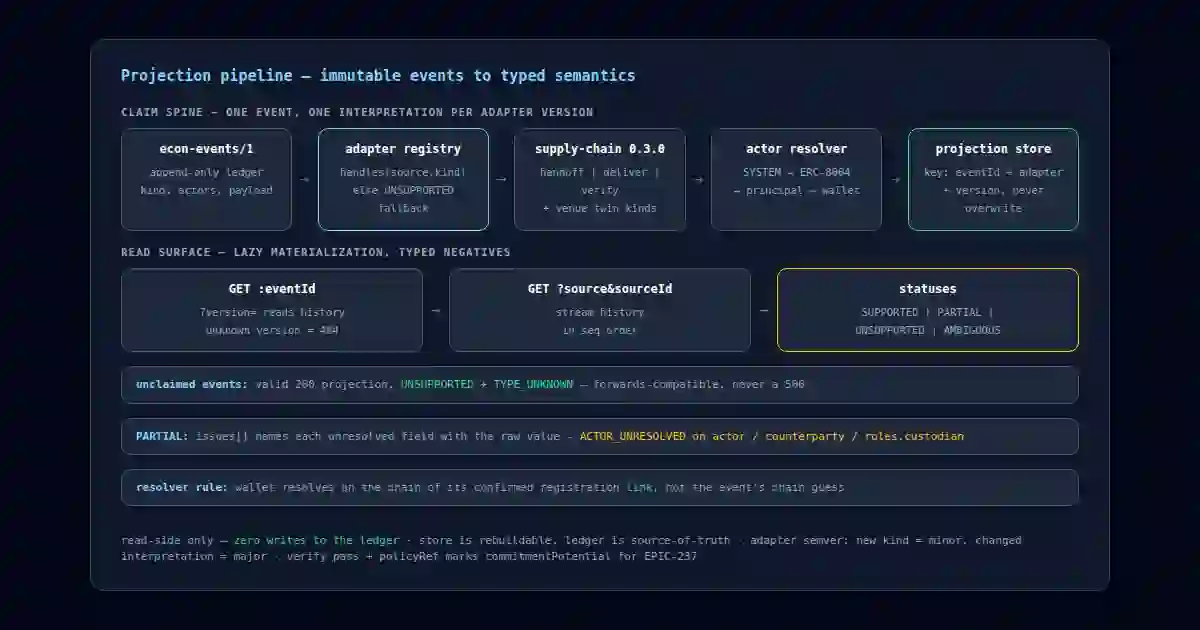 Projection pipeline — immutable events to typed semantics
CLAIM SPINE — ONE EVENT, ONE INTERPRETATION PER ADAPTER VERSION
econ-events/1
append-only ledger
kind, actors, payload
→
adapter registry
handles(source.kind)
else UNSUPPORTED
fallback
→
supply-chain 0.3.0
handoff | deliver |
verify
+ venue twin kinds
→
actor resolver
SYSTEM → ERC-8004
→ principal → wallet
→
projection store
key: eventId + adapter
+ version, never
overwrite
READ SURFACE — LAZY MATERIALIZATION, TYPED NEGATIVES
GET :eventId
?version= reads history
unknown version = 404
→
GET ?source&sourceId
stream history
in seq order
→
statuses
SUPPORTED | PARTIAL |
UNSUPPORTED | AMBIGUOUS
unclaimed events: valid 200 projection, UNSUPPORTED + TYPE_UNKNOWN — forwards-compatible, never a 500
PARTIAL: issues[] names each unresolved field with the raw value — ACTOR_UNRESOLVED on actor / counterparty / roles.custodian
resolver rule: wallet resolves on the chain of its confirmed registration link, not the event's chain guess
read-side only — zero writes to the ledger · store is rebuildable, ledger is source-of-truth · adapter semver: new kind = minor, changed
interpretation = major · verify pass + policyRef marks commitmentPotential for EPIC-237